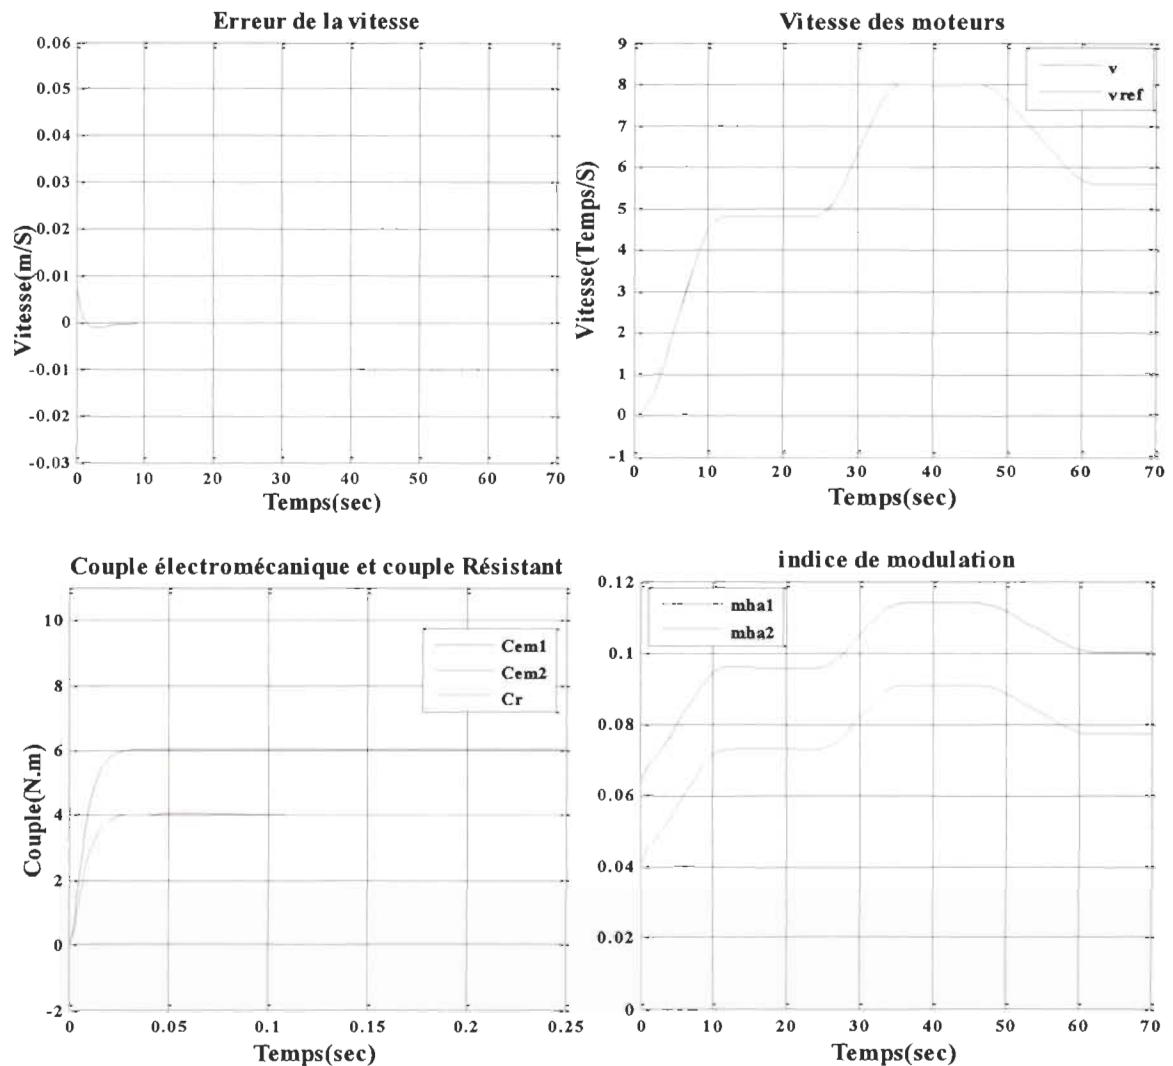 Erreur de la vitesse
0.06
0.05
0.04
0.03
0.02
0.01
0
-0.01
-0.02
-0.03
Vitesse(m/S)
0 10 20 30 40 50 60 70
Temps(sec)
Vitesse des moteurs
9
8
7
6
5
4
3
2
1
0
-1
Vitesse(Temps/S)
v
vref
0 10 20 30 40 50 60 70
Temps(sec)
Couple électromécanique et couple Résistant
10
8
6
4
2
0
-2
Couple(N.m)
Cem1
Cem2
Cr
0 0.05 0.1 0.15 0.2 0.25
Temps(sec)
indice de modulation
0.12
0.1
0.08
0.06
0.04
0.02
0
mha1
mha2
0 10 20 30 40 50 60 70
Temps(sec)